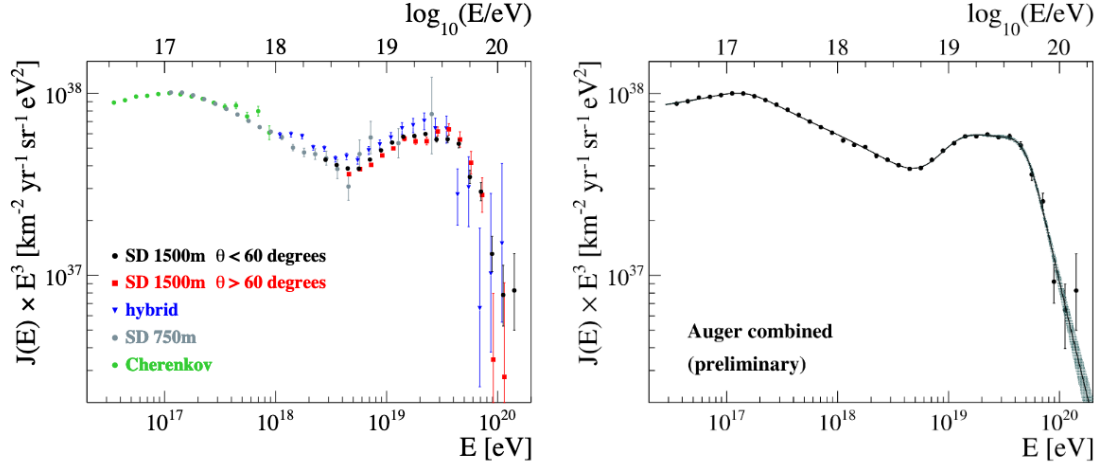 log10(E/eV)
17 18 19 20
10^38
10^37
J(E) × E^3 [km^-2 yr^-1 sr^-1 eV^2]
SD 1500m θ < 60 degrees
SD 1500m θ > 60 degrees
hybrid
SD 750m
Cherenkov
10^17 10^18 10^19 10^20
E [eV]
log10(E/eV)
17 18 19 20
10^38
10^37
J(E) × E^3 [km^-2 yr^-1 sr^-1 eV^2]
Auger combined
(preliminary)
10^17 10^18 10^19 10^20
E [eV]